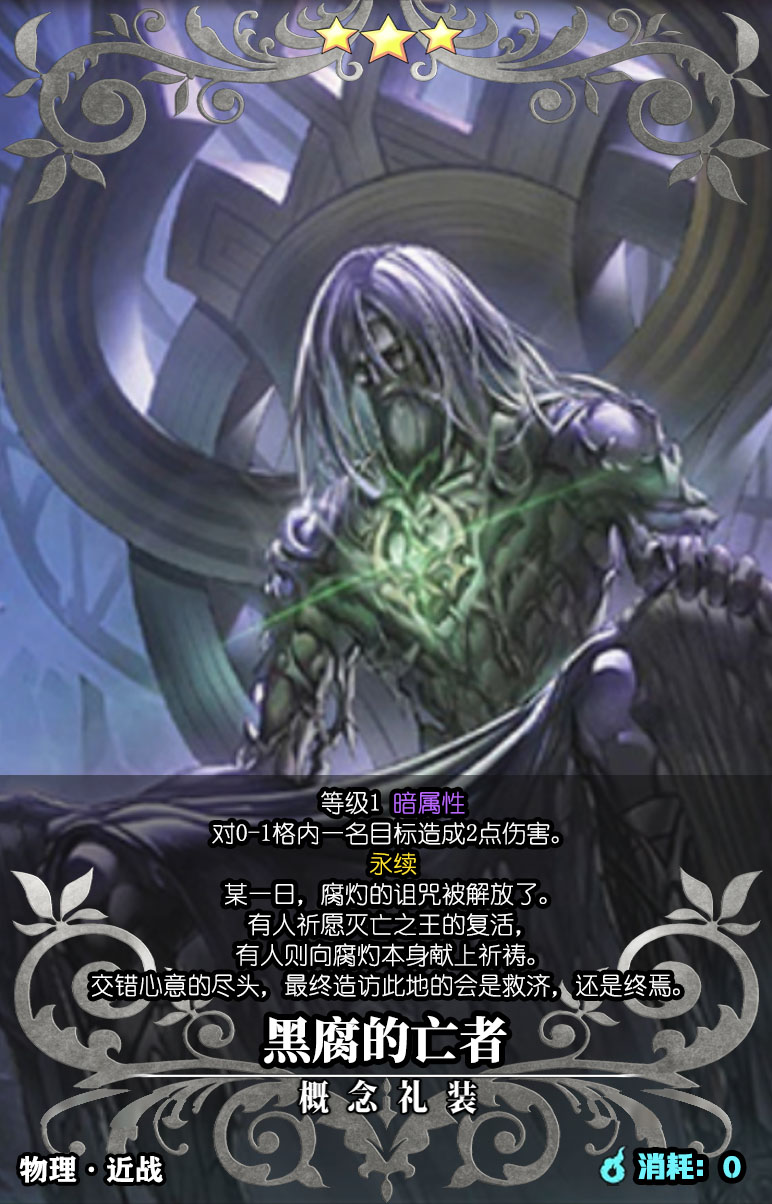 等级1 暗属性
对0-1格内一名目标造成2点伤害。
永续
某一日，腐灼的诅咒被解放了。
有人祈愿灭亡之王的复活，
有人则向腐灼本身献上祈祷。
交错心意的尽头，最终造访此地的会是救济，还是终焉。
黑腐的亡者
概念礼装
物理·近战
消耗：0